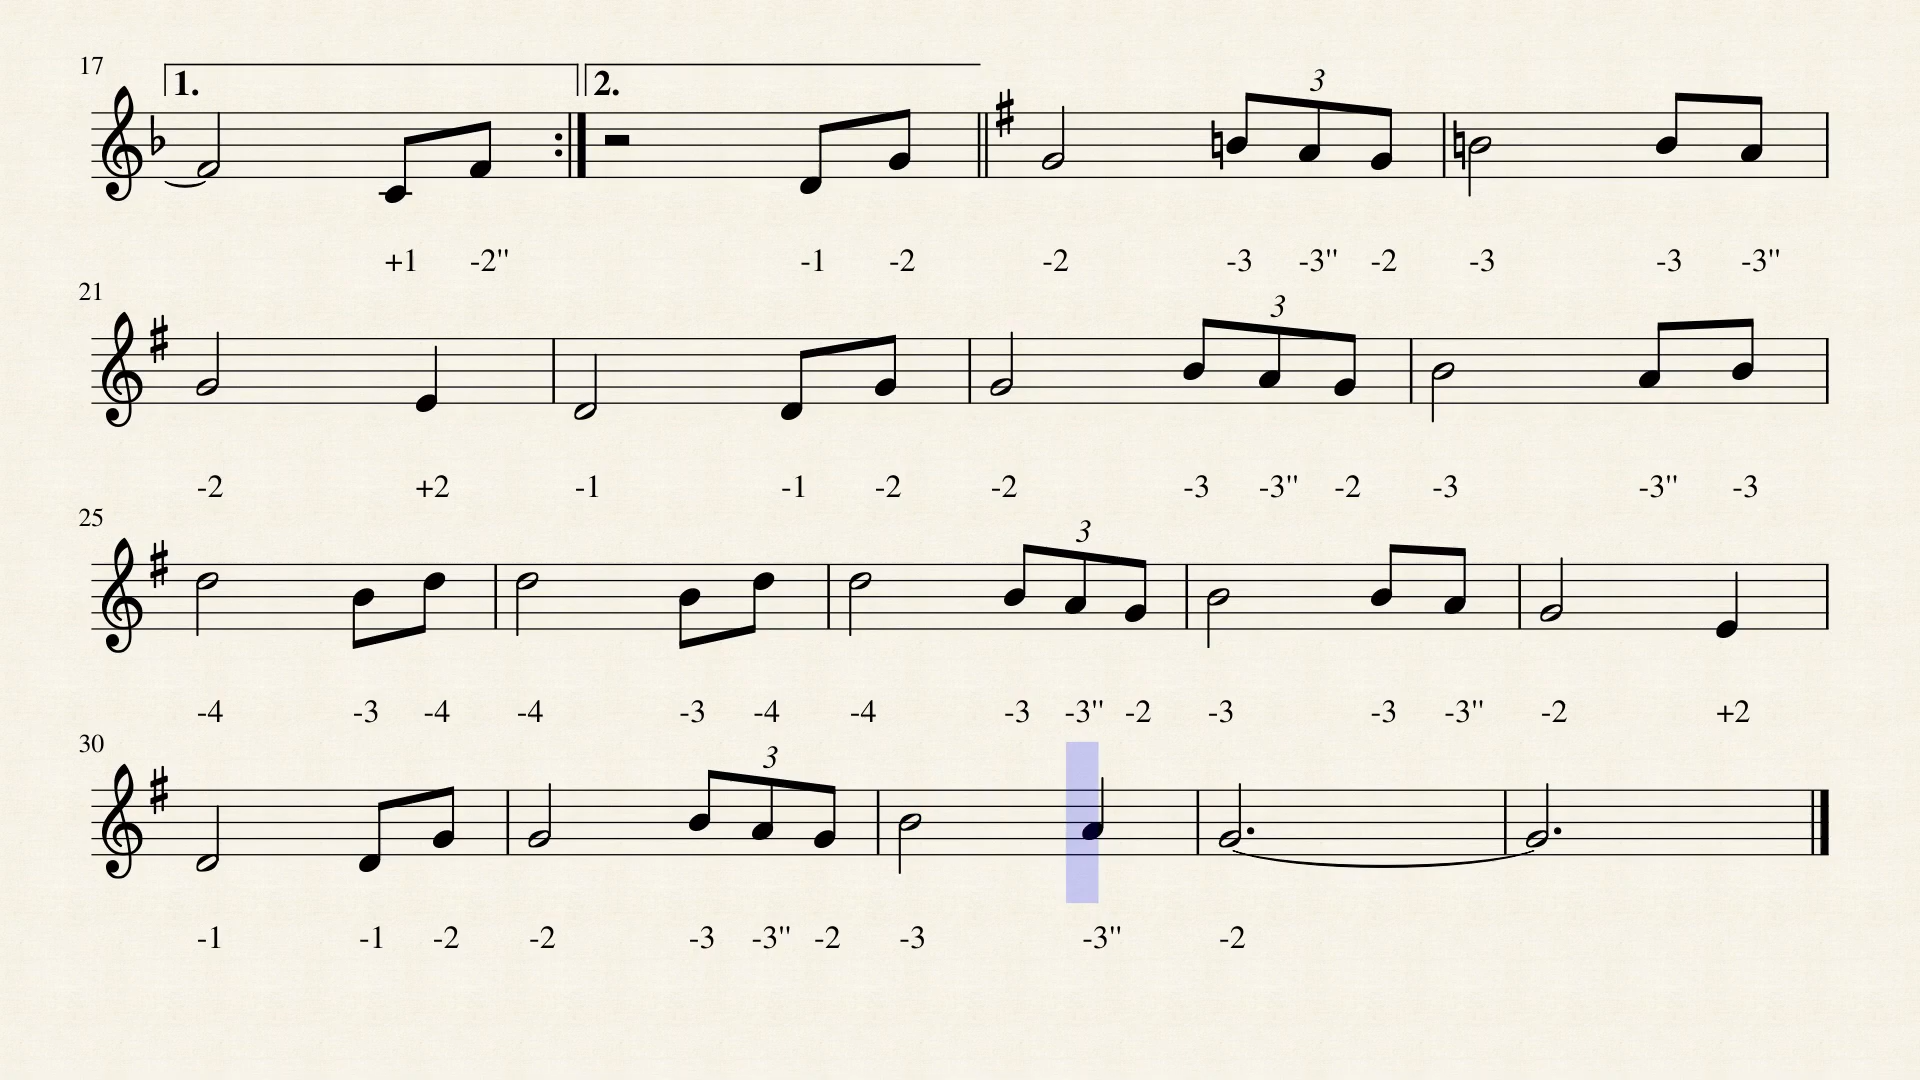 17 1. 2. 3
+1 -2" -1 -2 -2 -3 -3" -2 -3 -3 -3"
21 3
-2 +2 -1 -1 -2 -2 -3 -3" -2 -3 -3" -3
25 3
-4 -3 -4 -4 -3 -4 -4 -3 -3" -2 -3 -3 -3" -2 +2
30 3
-1 -1 -2 -2 -3 -3" -2 -3 -3" -2